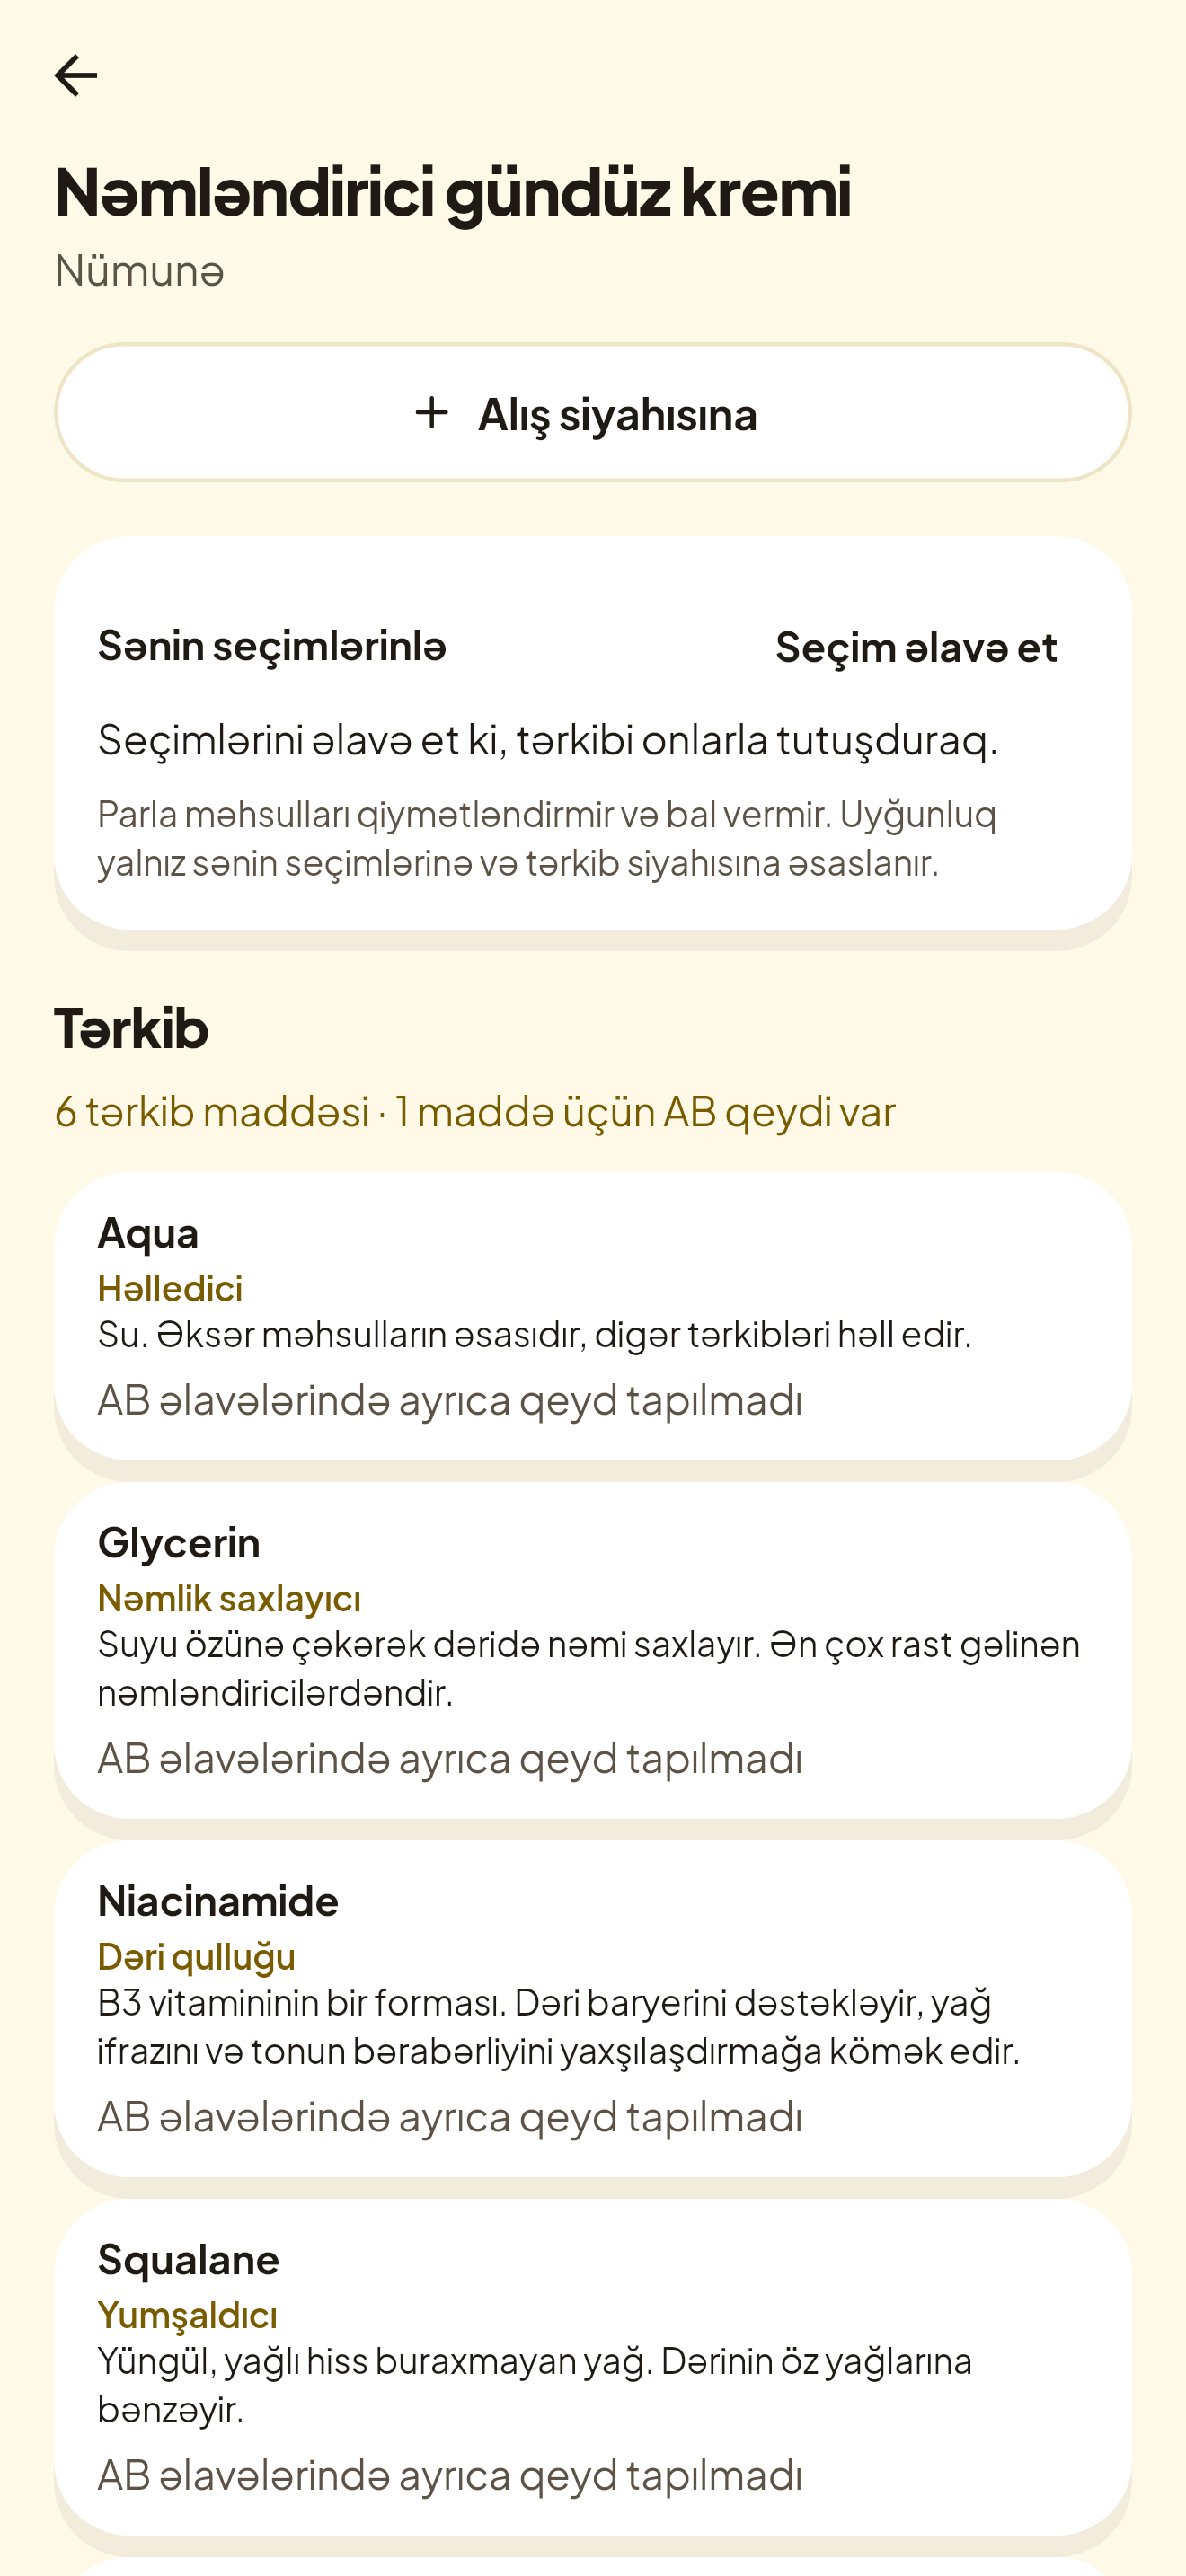 Nəmləndirici gündüz kremi
Nümunə
+ Alış siyahısına
Sənin seçimlərinlə
Seçim əlavə et
Seçimlərini əlavə et ki, tərkibi onlarla tutuşduraq.
Parla məhsulları qiymətləndirmir və bal vermir. Uyğunluq
yalnız sənin seçimlərinə və tərkib siyahısına əsaslanır.
Tərkib
6 tərkib maddəsi · 1 maddə üçün AB qeydi var
Aqua
Həlledici
Su. Əksər məhsulların əsasıdır, digər tərkibləri həll edir.
AB əlavələrində ayrıca qeyd tapılmadı
Glycerin
Nəmlik saxlayıcı
Suyu özünə çəkərək dəridə nəmi saxlayır. Ən çox rast gəlinən
nəmləndiricilərdəndir.
AB əlavələrində ayrıca qeyd tapılmadı
Niacinamide
Dəri qulluğu
B3 vitamininin bir forması. Dəri baryerini dəstəkləyir, yağ
ifrazını və tonun bərabərliyini yaxşılaşdırmağa kömək edir.
AB əlavələrində ayrıca qeyd tapılmadı
Squalane
Yumşaldıcı
Yüngül, yağlı hiss buraxmayan yağ. Dərinin öz yağlarına
bənzəyir.
AB əlavələrində ayrıca qeyd tapılmadı